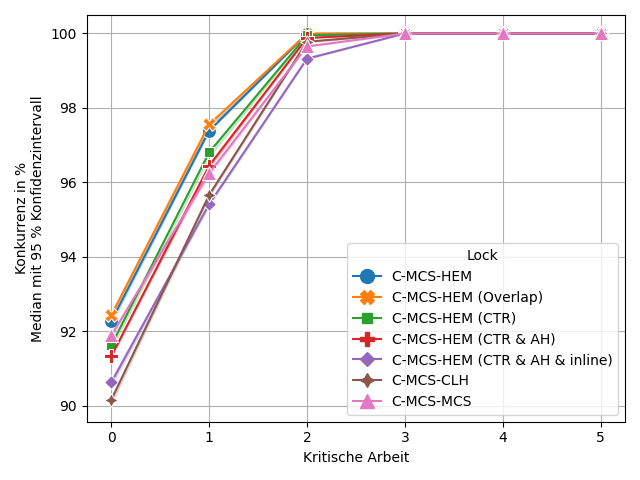 100
98
96
94
92
90
Konkurrenz in %
Median mit 95 % Konfidenzintervall
Lock
C-MCS-HEM
C-MCS-HEM (Overlap)
C-MCS-HEM (CTR)
C-MCS-HEM (CTR & AH)
C-MCS-HEM (CTR & AH & inline)
C-MCS-CLH
C-MCS-MCS
0 1 2 3 4 5
Kritische Arbeit